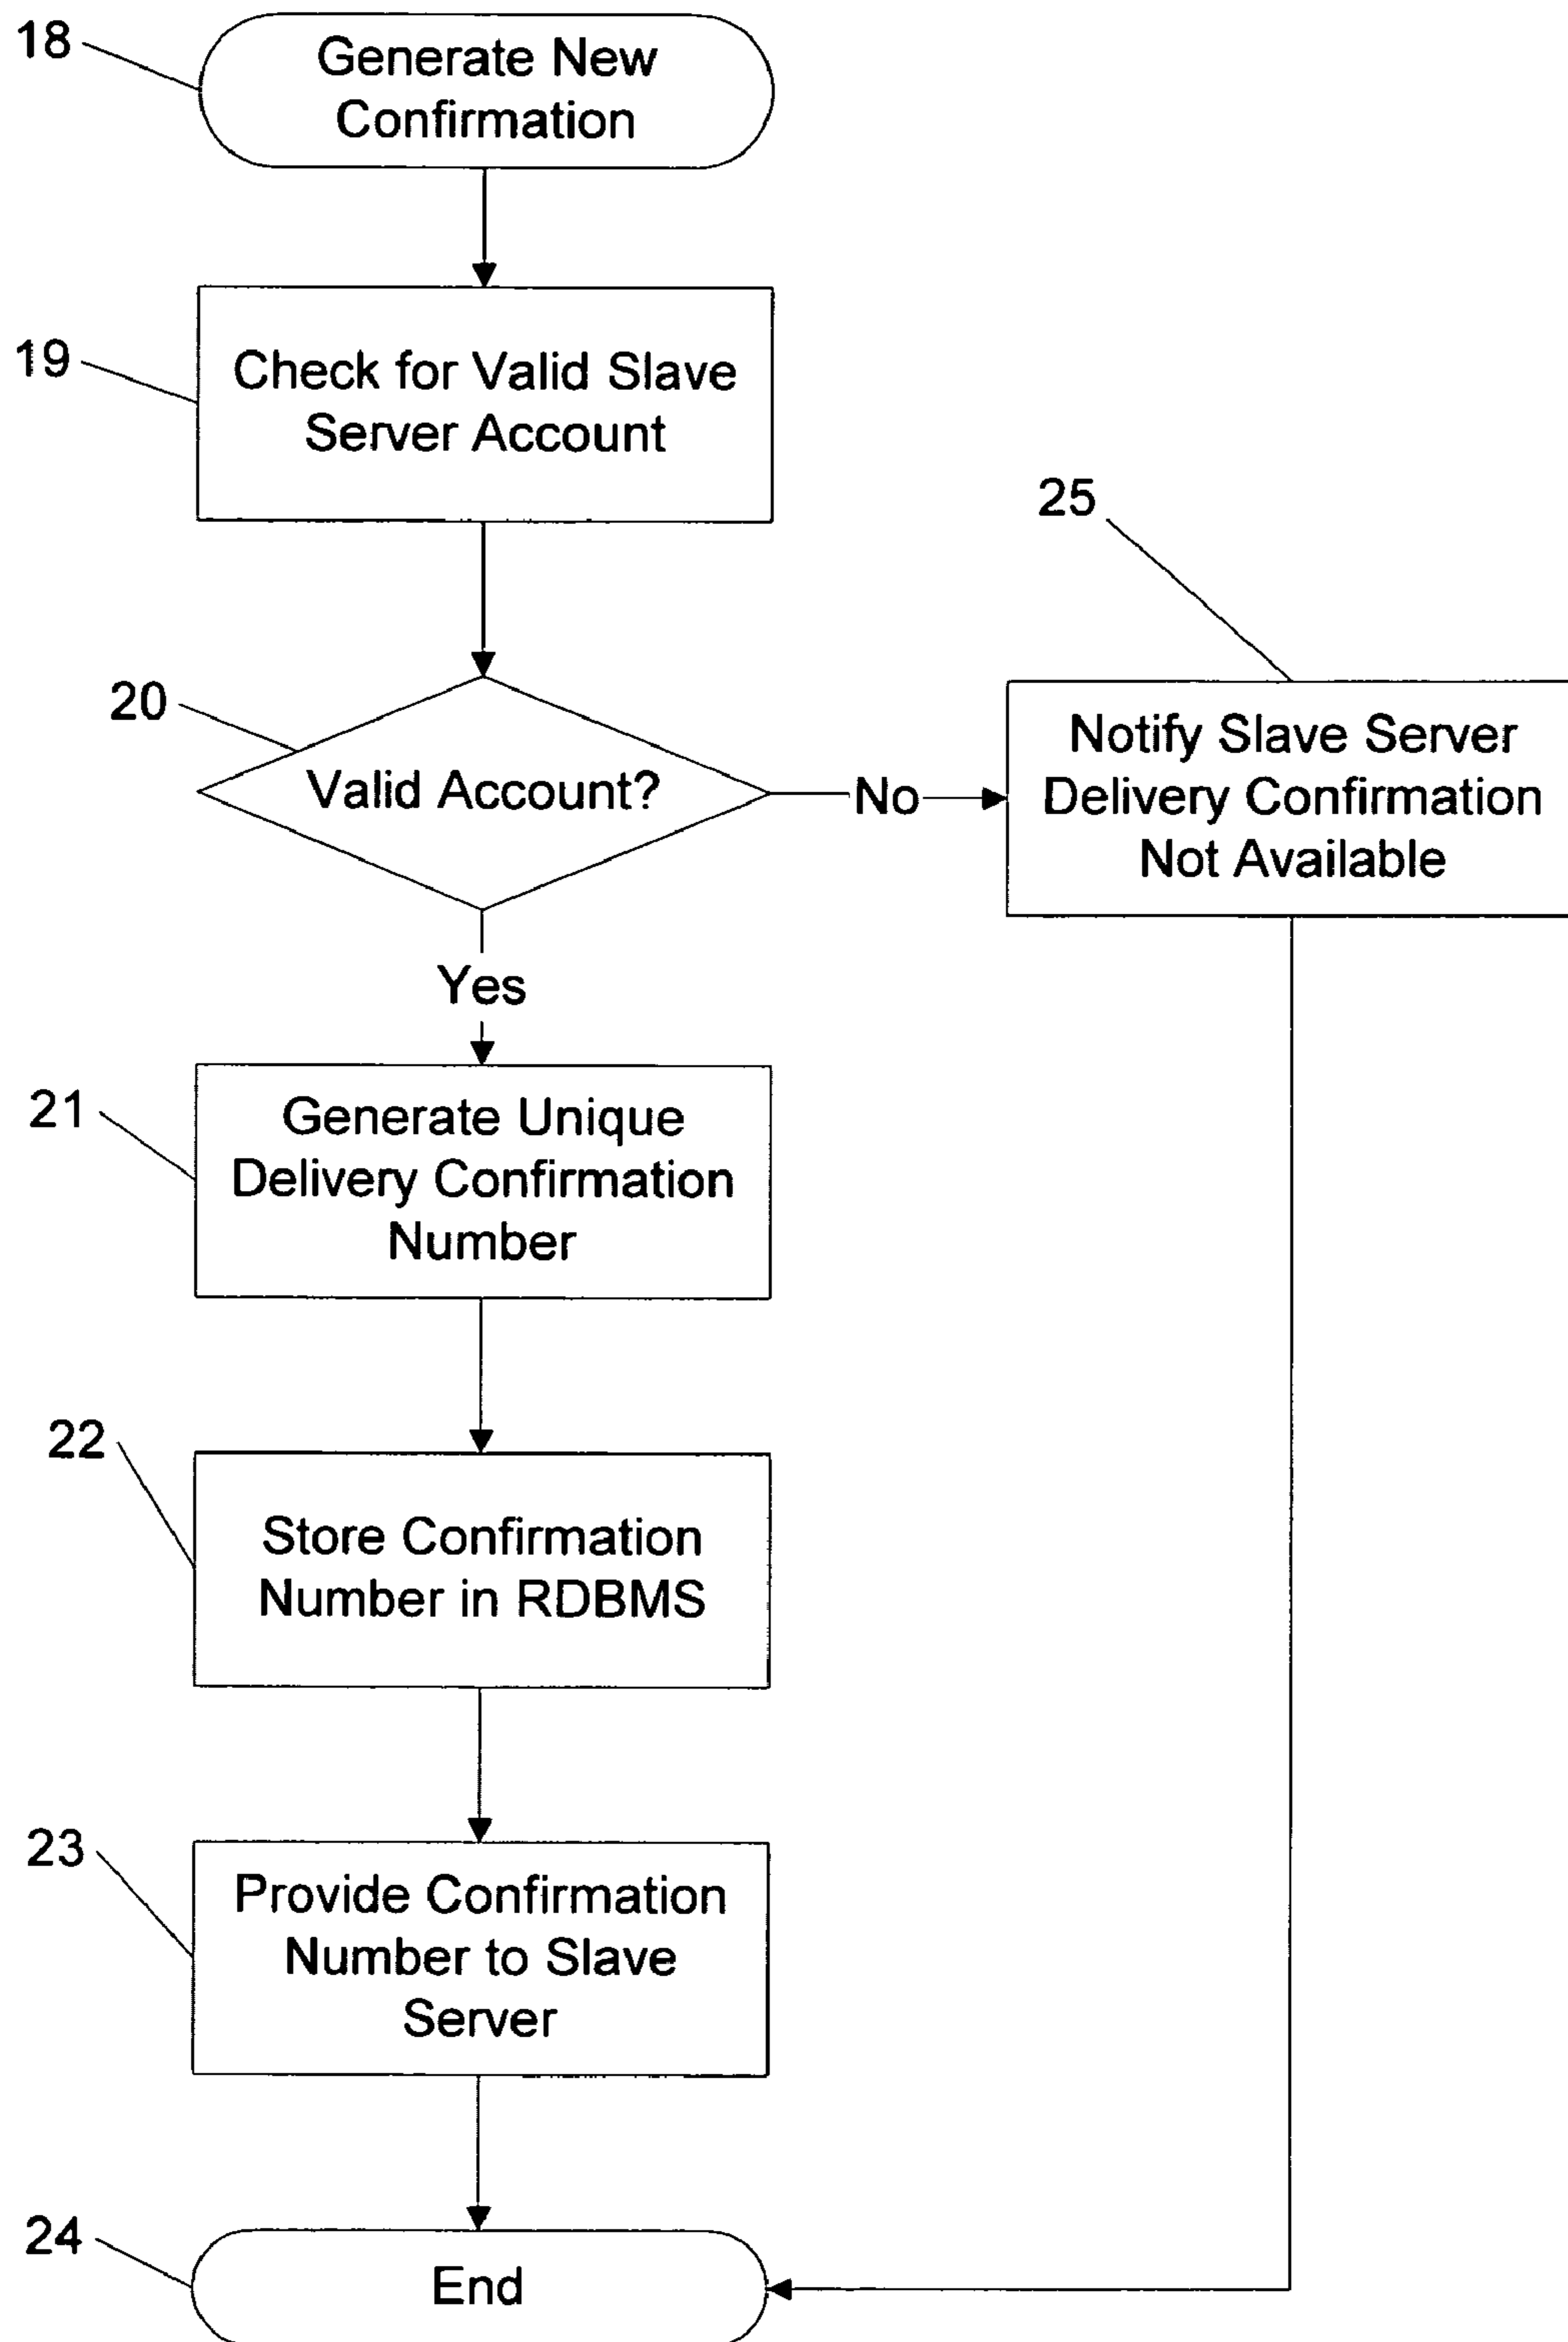 18
Generate New
Confirmation
19
Check for Valid Slave
Server Account
25
20
Valid Account?
No
Notify Slave Server
Delivery Confirmation
Not Available
Yes
21
Generate Unique
Delivery Confirmation
Number
22
Store Confirmation
Number in RDBMS
23
Provide Confirmation
Number to Slave
Server
24
End